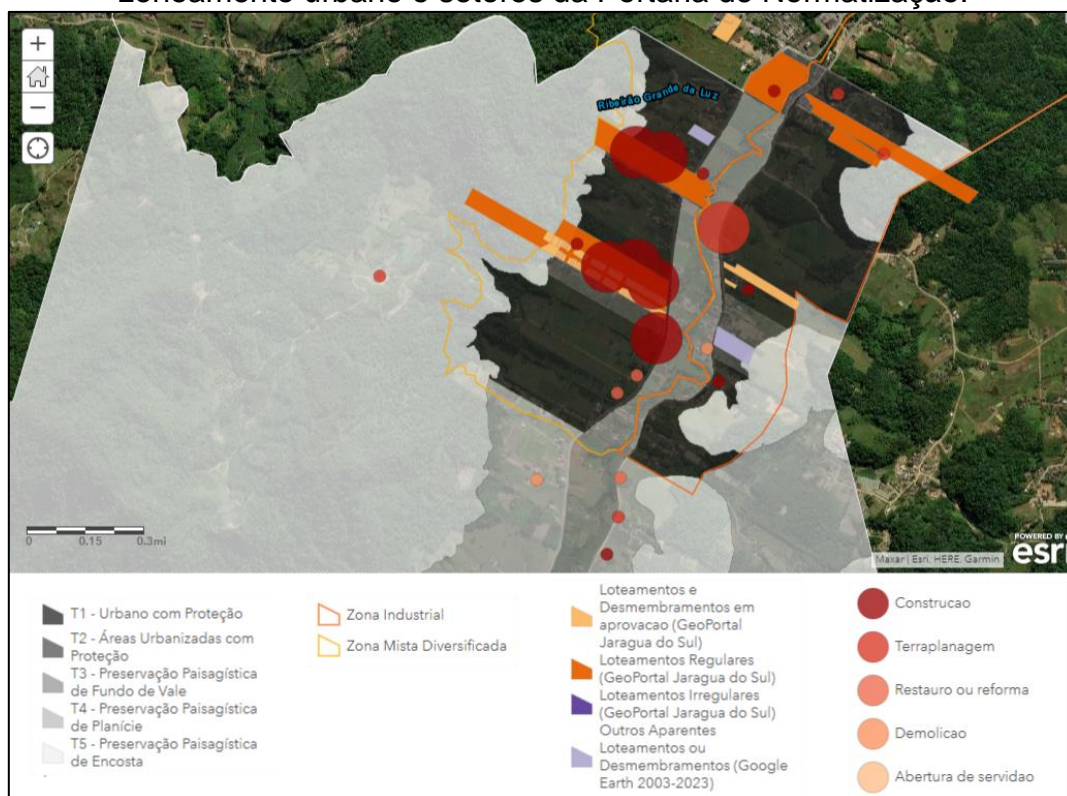 zoneamento urbano e setores da Portaria de Normatização.
+
−
Ribeirão Grande da Luz
0 0.15 0.3mi
POWERED BY
esri
Maxar | Esri, HERE, Garmin
T1 - Urbano com Proteção
T2 - Áreas Urbanizadas com
Proteção
T3 - Preservação Paisagística
de Fundo de Vale
T4 - Preservação Paisagística
de Planície
T5 - Preservação Paisagística
de Encosta
Zona Industrial
Zona Mista Diversificada
Loteamentos e
Desmembramentos em
aprovacao (GeoPortal
Jaragua do Sul)
Loteamentos Regulares
(GeoPortal Jaragua do Sul)
Loteamentos Irregulares
(GeoPortal Jaragua do Sul)
Outros Aparentes
Loteamentos ou
Desmembramentos (Google
Earth 2003-2023)
Construcao
Terraplanagem
Restauro ou reforma
Demolicao
Abertura de servidao